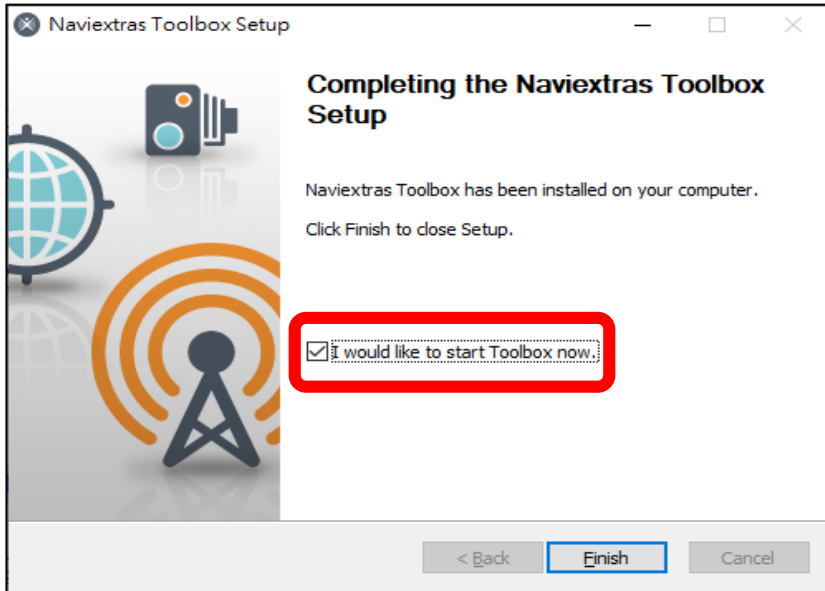 Naviextras Toolbox Setup
Completing the Naviextras Toolbox
Setup
Naviextras Toolbox has been installed on your computer.
Click Finish to close Setup.
I would like to start Toolbox now.
< Back Finish Cancel